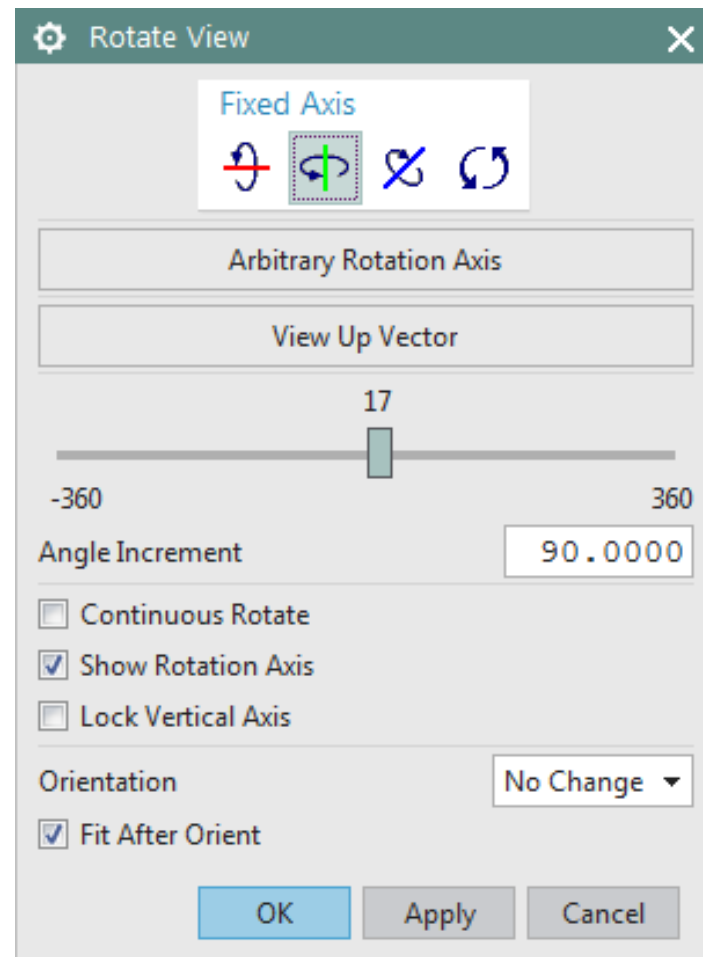 Rotate View
Fixed Axis
Arbitrary Rotation Axis
View Up Vector
17
-360 360
Angle Increment 90.0000
Continuous Rotate
Show Rotation Axis
Lock Vertical Axis
Orientation No Change
Fit After Orient
OK Apply Cancel